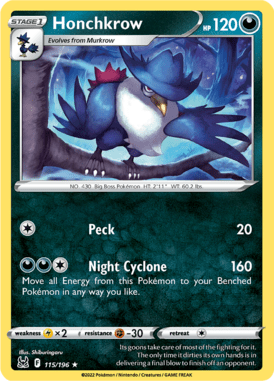 STAGE 1 Honchkrow HP 120
Evolves from Murkrow
NO. 430 Big Boss Pokémon HT: 2'11" WT: 60.2 lbs.
Peck 20
Night Cyclone 160
Move all Energy from this Pokémon to your Benched
Pokémon in any way you like.
weakness ×2 resistance -30 retreat
Illus. Shiburingaru
F 115/196 ★
Its goons take care of most of the fighting for it.
The only time it dirties its own hands is in
delivering a final blow to finish off an opponent.
©2022 Pokémon / Nintendo / Creatures / GAME FREAK